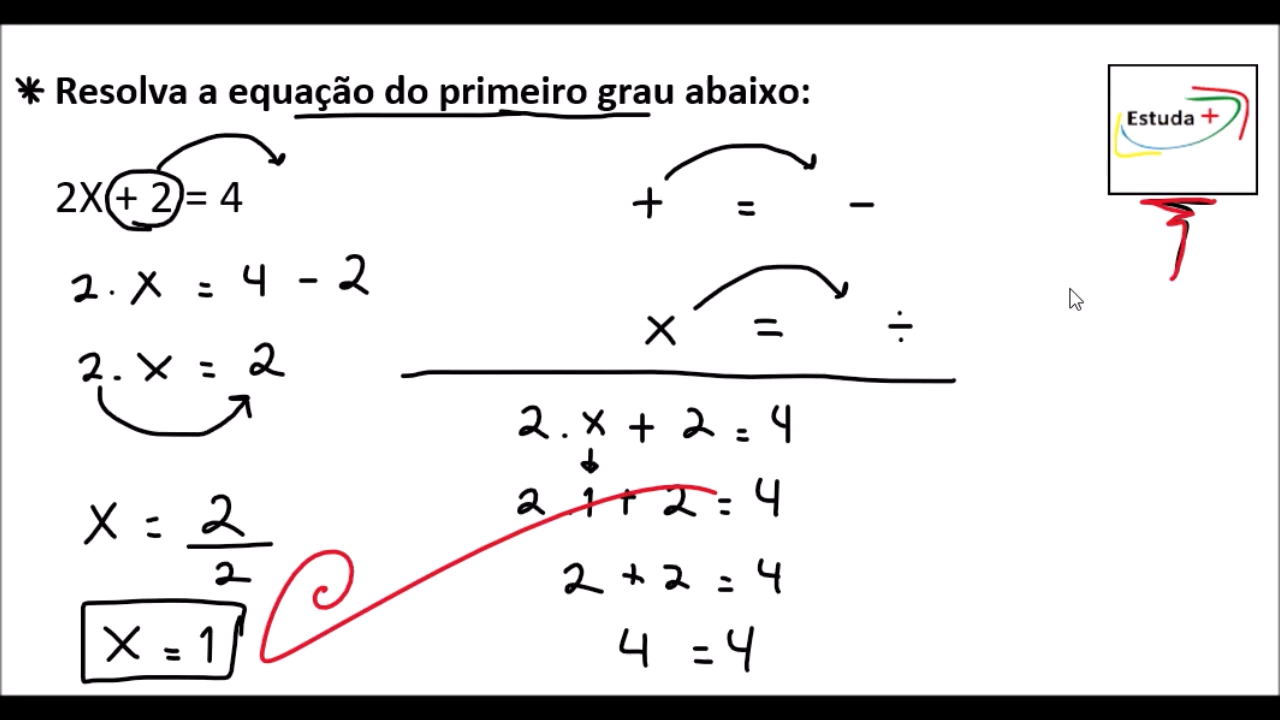 * Resolva a equação do primeiro grau abaixo:
Estuda +
2X + 2 = 4
2 . x = 4 - 2
2 . x = 2
x = 2
2
x = 1
+ = -
x = ÷
2 . x + 2 = 4
2 . 1 + 2 = 4
2 + 2 = 4
4 = 4